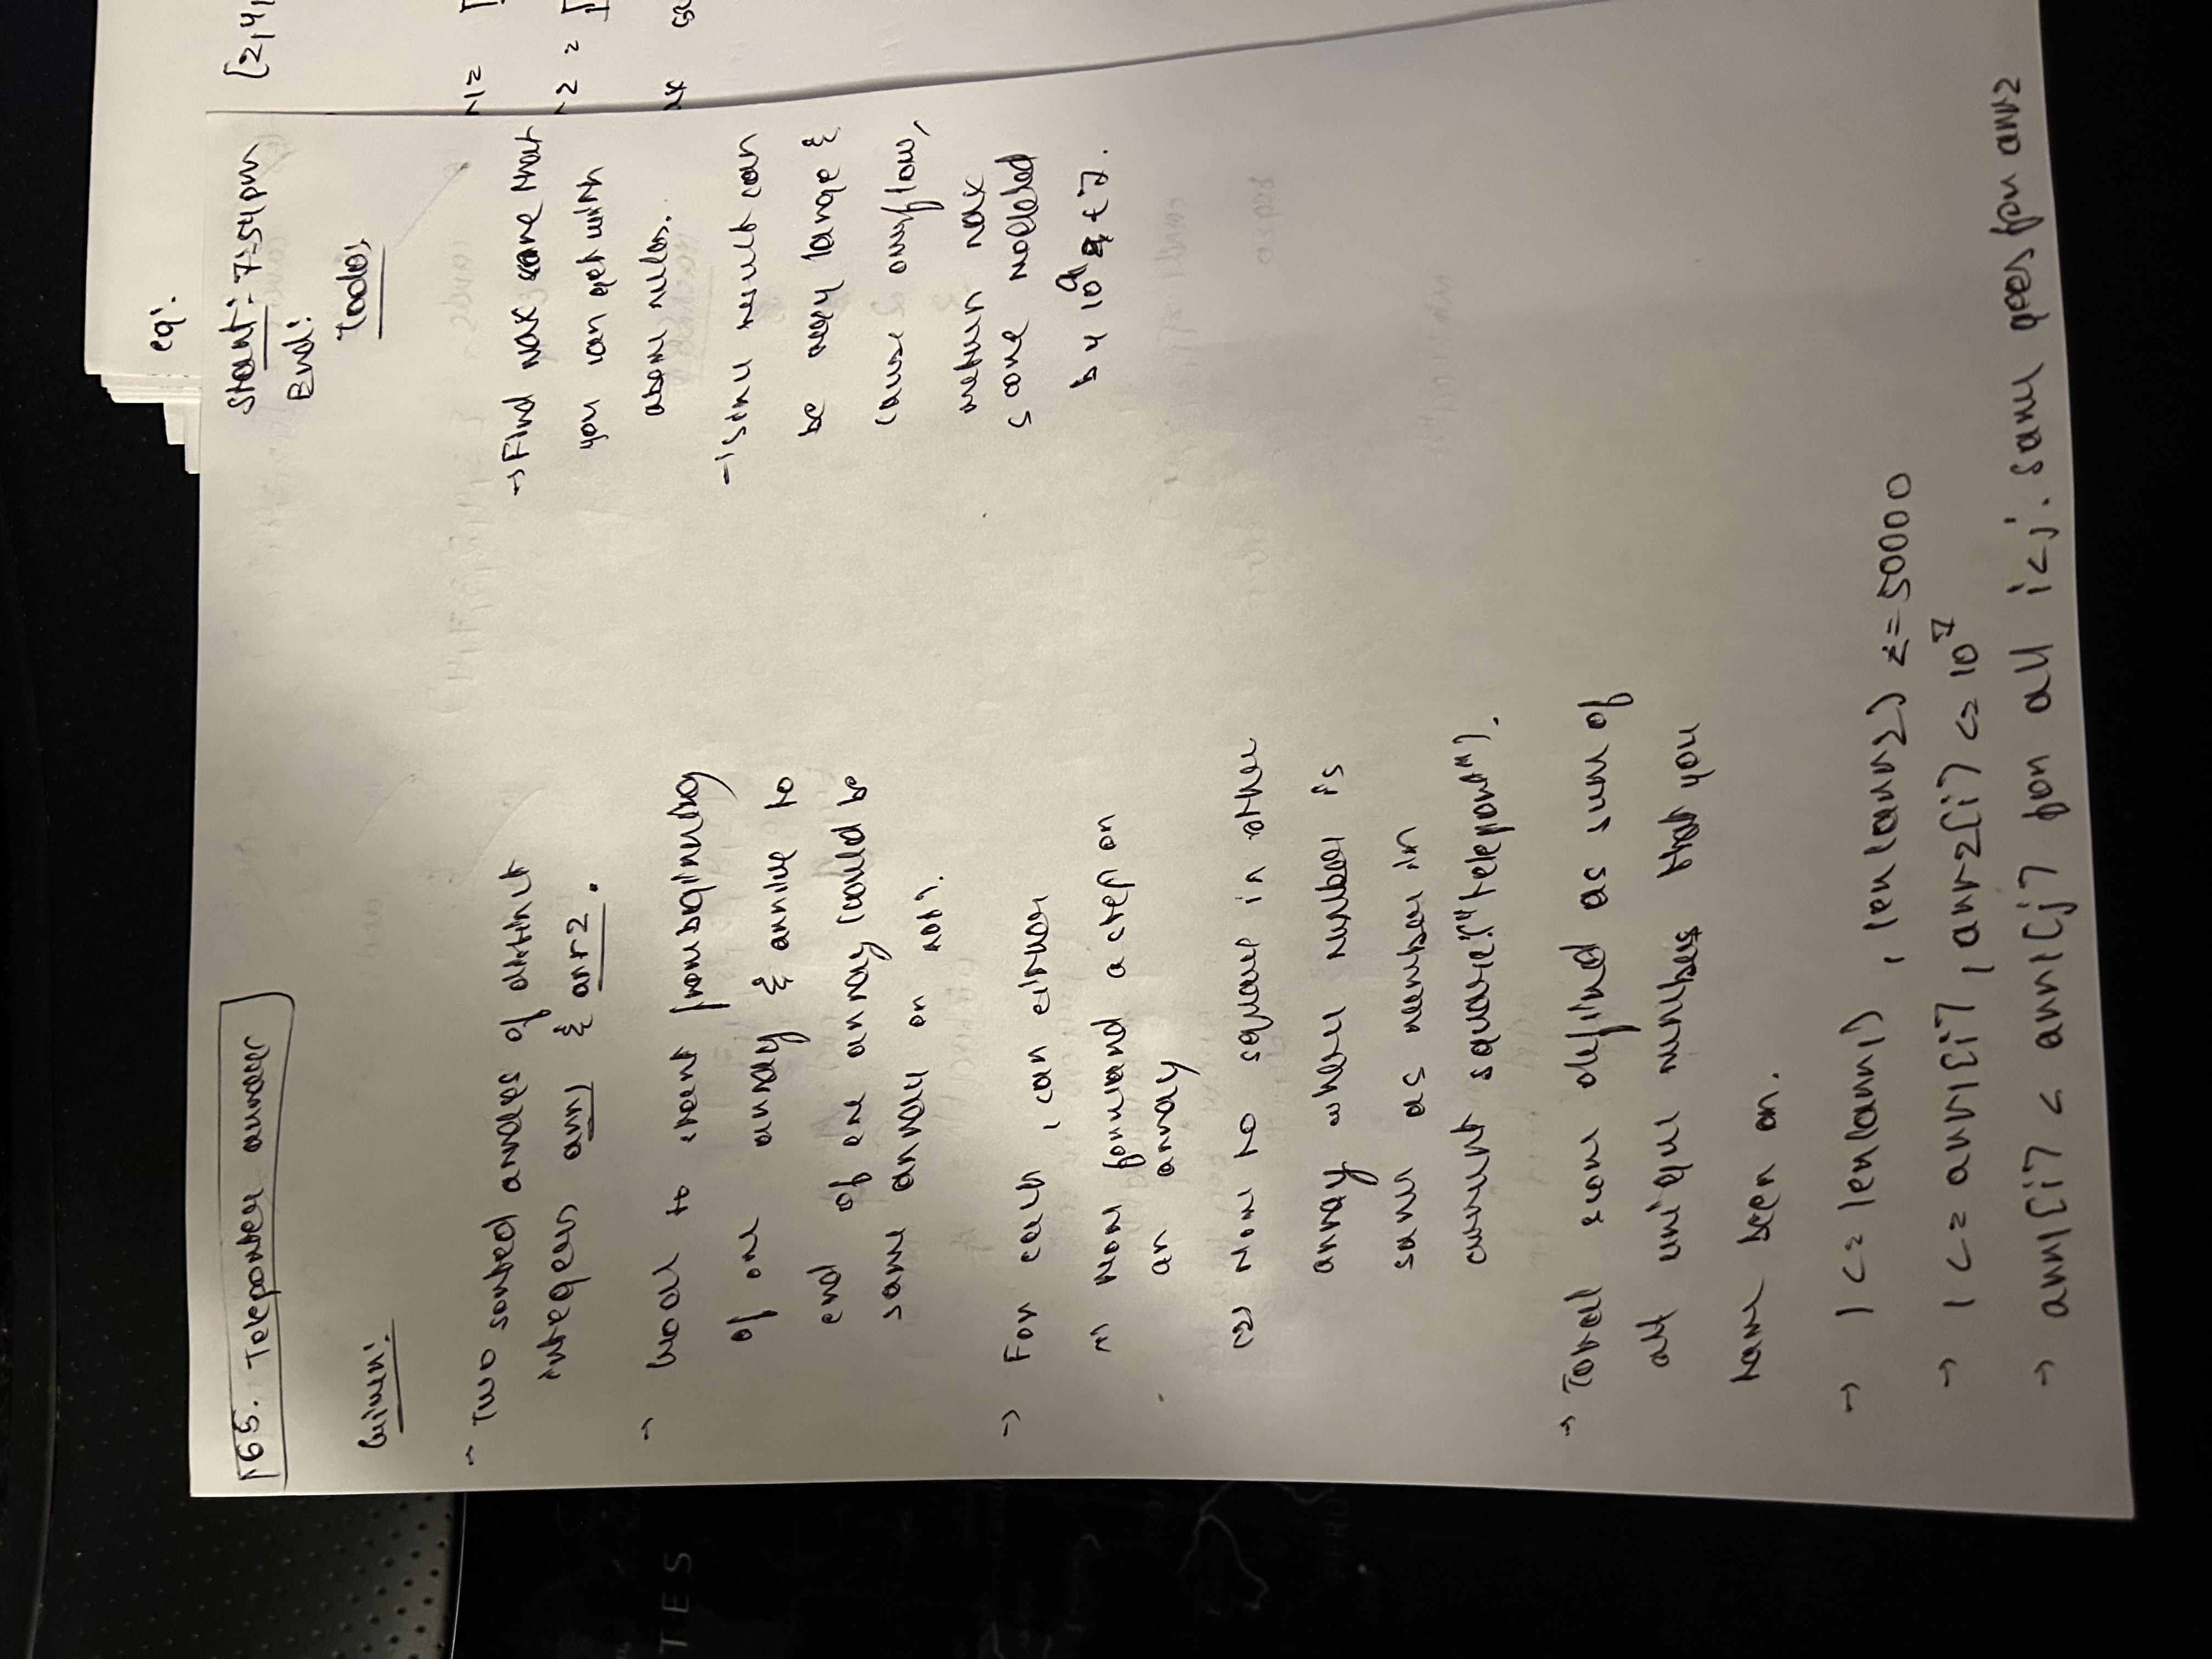 165. Teleporter arrays
Start: 7:54pm
End:
Given:
Todo:
→ Two sorted arrays of distinct
integers arr1 & arr2.
→ Goal to start from beginning
of one array & arrive to
end of one array (could be
same array or not).
→ For each, can either
(1) Move forward a step on
an array
(2) Move to square in other
array where number is
same as number in
current square ("teleport").
→ Total score defined as sum of
all unique numbers that you
have been on.
→ 1 <= len(arr1), len(arr2) <= 50000
→ 1 <= arr1[i], arr2[i] <= 10^7
→ arr1[i] < arr1[j] for all i<j. Same goes for arr2
→ Find max score that
you can get with
above rules.
→ Since result can
be very large &
cause overflow,
return max
score modded
by 10^9 + 7.
eg:
[2,4,
r1 = [
r2 = [
ax sc
TES
PERU